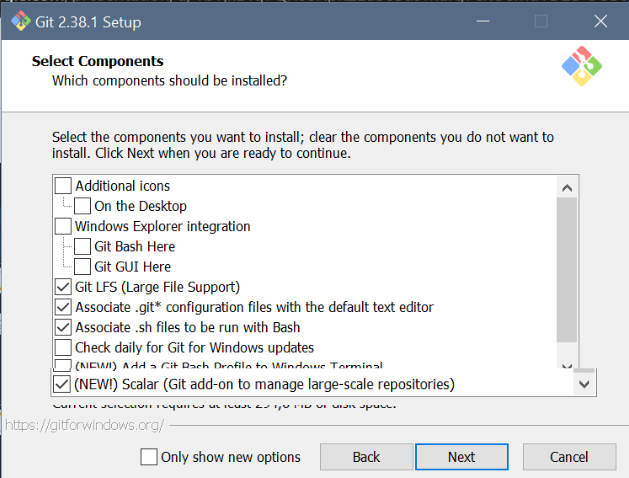 Git 2.38.1 Setup
Select Components
Which components should be installed?
Select the components you want to install; clear the components you do not want to
install. Click Next when you are ready to continue.
Additional icons
On the Desktop
Windows Explorer integration
Git Bash Here
Git GUI Here
Git LFS (Large File Support)
Associate .git* configuration files with the default text editor
Associate .sh files to be run with Bash
Check daily for Git for Windows updates
(NEW!) Add a Git Bash Profile to Windows Terminal
(NEW!) Scalar (Git add-on to manage large-scale repositories)
Current selection requires at least MB of disk space.
https://gitforwindows.org/
Only show new options
Back
Next
Cancel